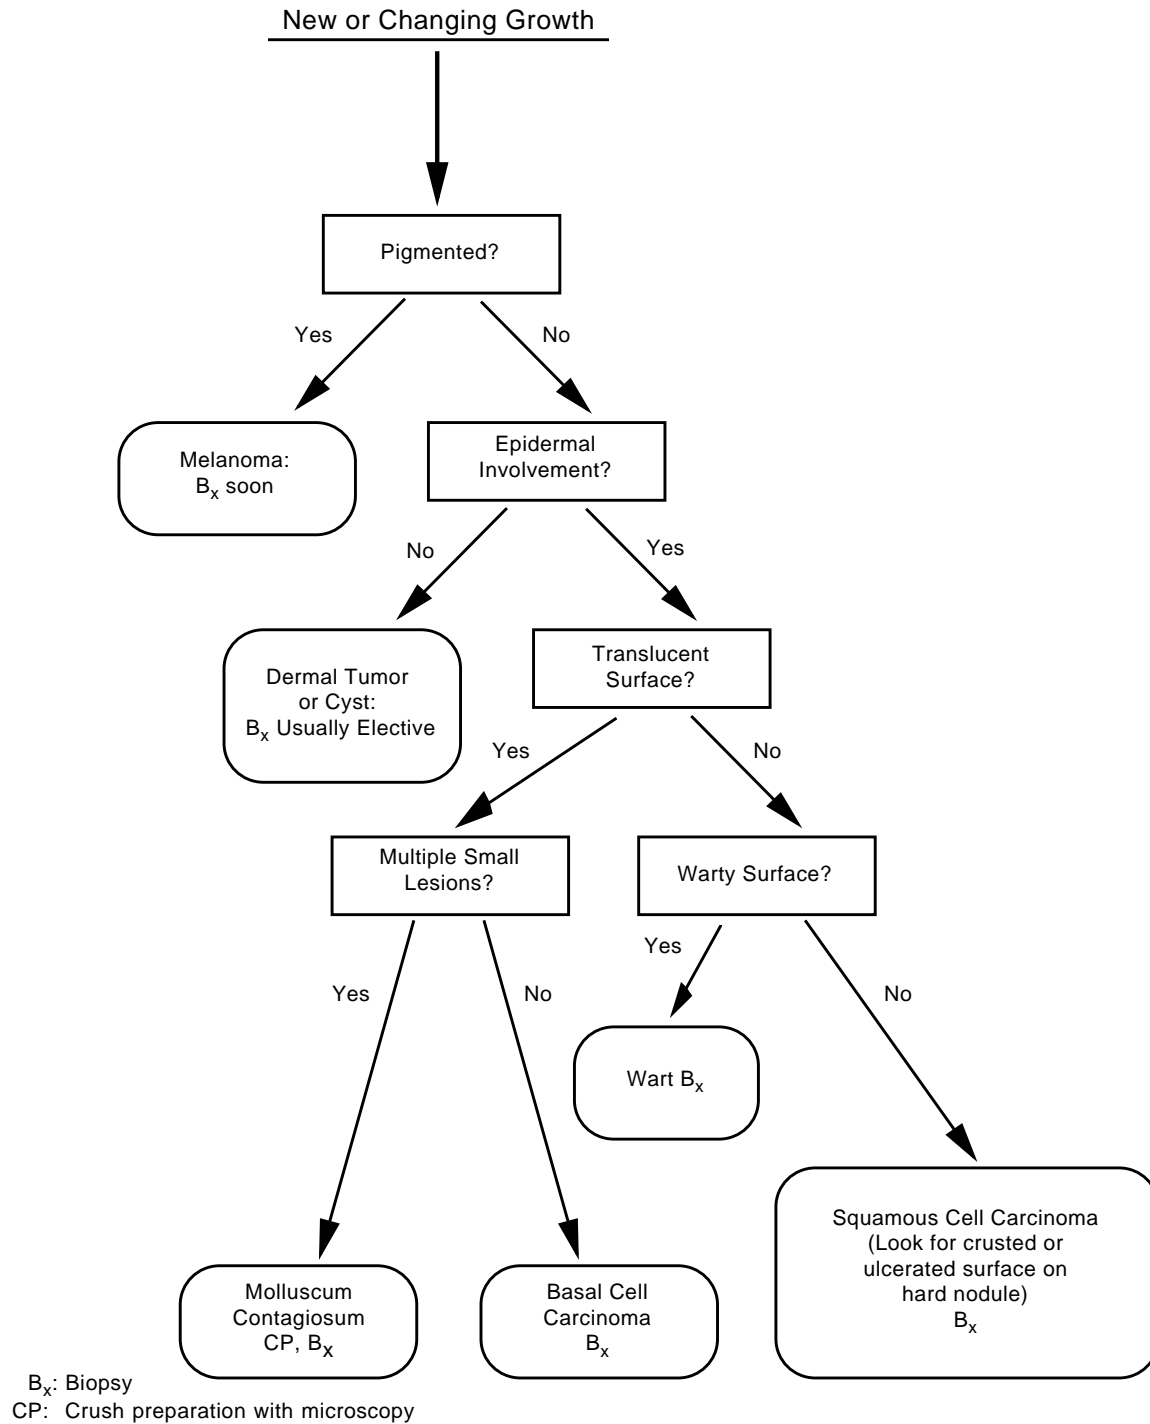 New or Changing Growth
Pigmented?
Yes
No
Melanoma:
Bx soon
Epidermal
Involvement?
No
Yes
Dermal Tumor
or Cyst:
Bx Usually Elective
Translucent
Surface?
Yes
No
Multiple Small
Lesions?
Warty Surface?
Yes
No
Yes
No
Wart Bx
Molluscum
Contagiosum
CP, Bx
Basal Cell
Carcinoma
Bx
Squamous Cell Carcinoma
(Look for crusted or
ulcerated surface on
hard nodule)
Bx
Bx: Biopsy
CP: Crush preparation with microscopy